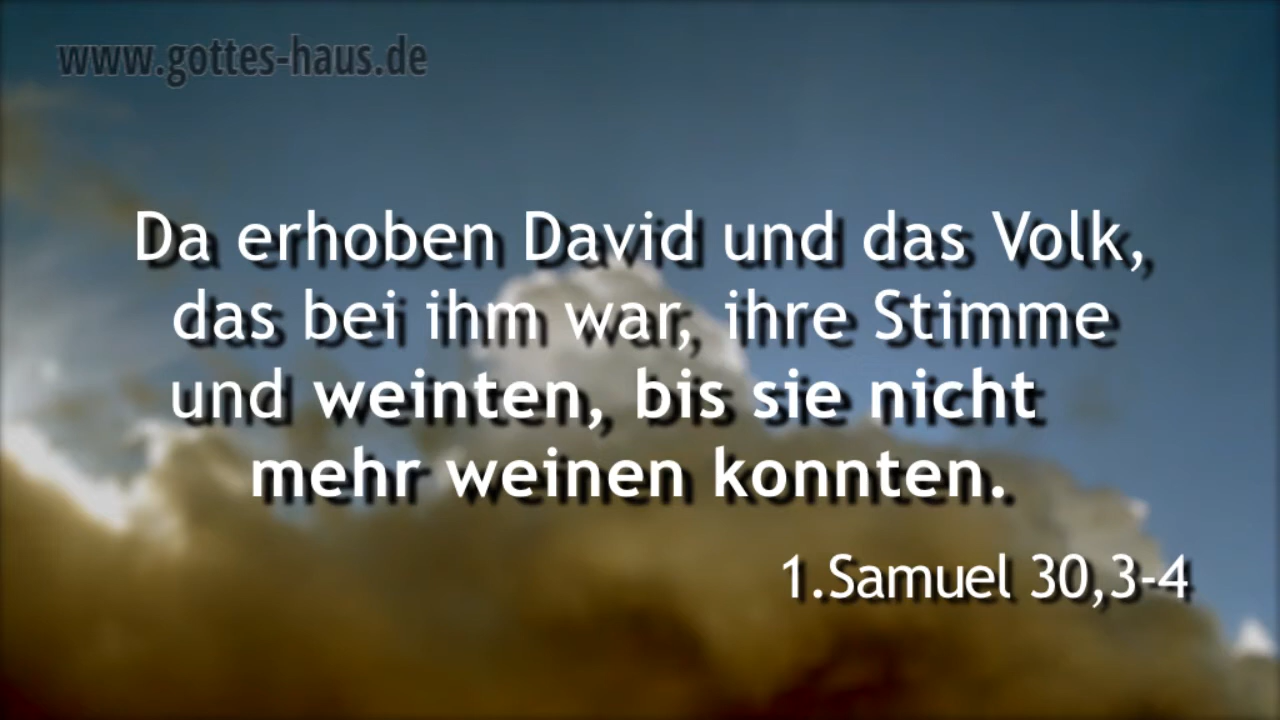 www.gottes-haus.de
Da erhoben David und das Volk,
das bei ihm war, ihre Stimme
und weinten, bis sie nicht
mehr weinen konnten.
1.Samuel 30,3-4